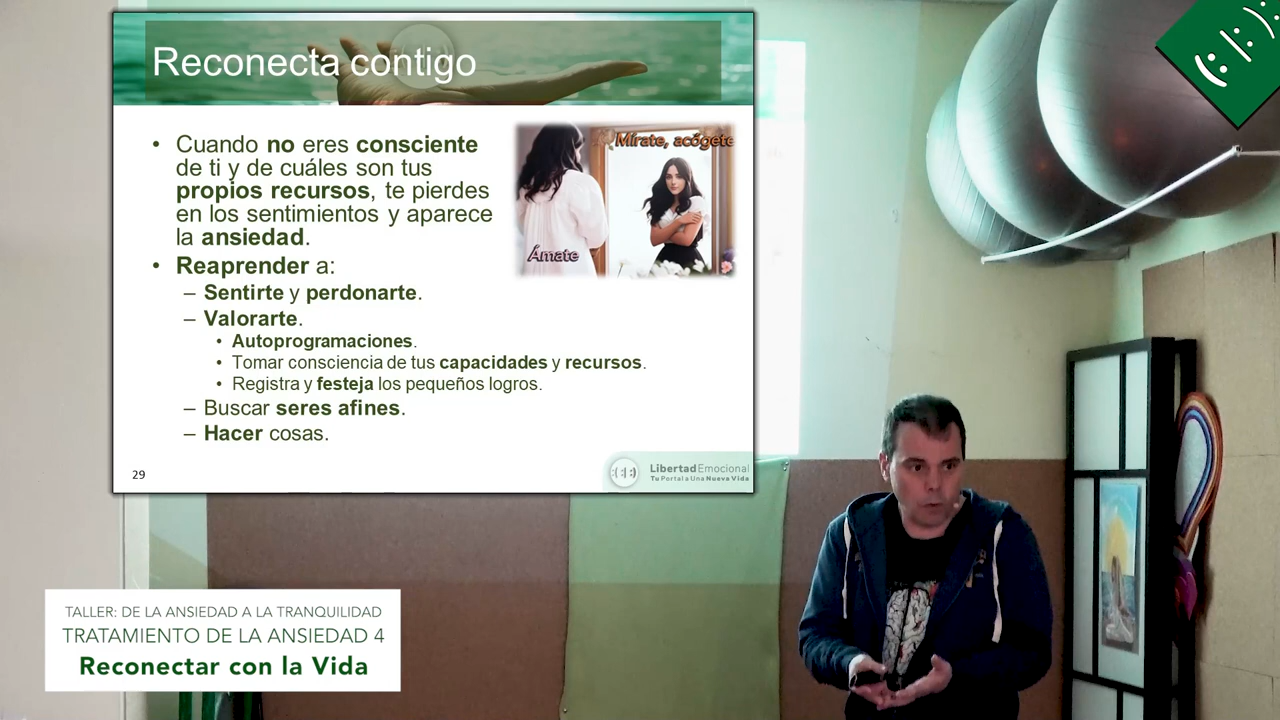 Reconecta contigo
• Cuando no eres consciente
de ti y de cuáles son tus
propios recursos, te pierdes
en los sentimientos y aparece
la ansiedad.
• Reaprender a:
– Sentirte y perdonarte.
– Valorarte.
• Autoprogramaciones.
• Tomar consciencia de tus capacidades y recursos.
• Registra y festeja los pequeños logros.
– Buscar seres afines.
– Hacer cosas.
Mírate, acógete
Ámate
29
Libertad Emocional
Tu Portal a Una Nueva Vida
TALLER: DE LA ANSIEDAD A LA TRANQUILIDAD
TRATAMIENTO DE LA ANSIEDAD 4
Reconectar con la Vida